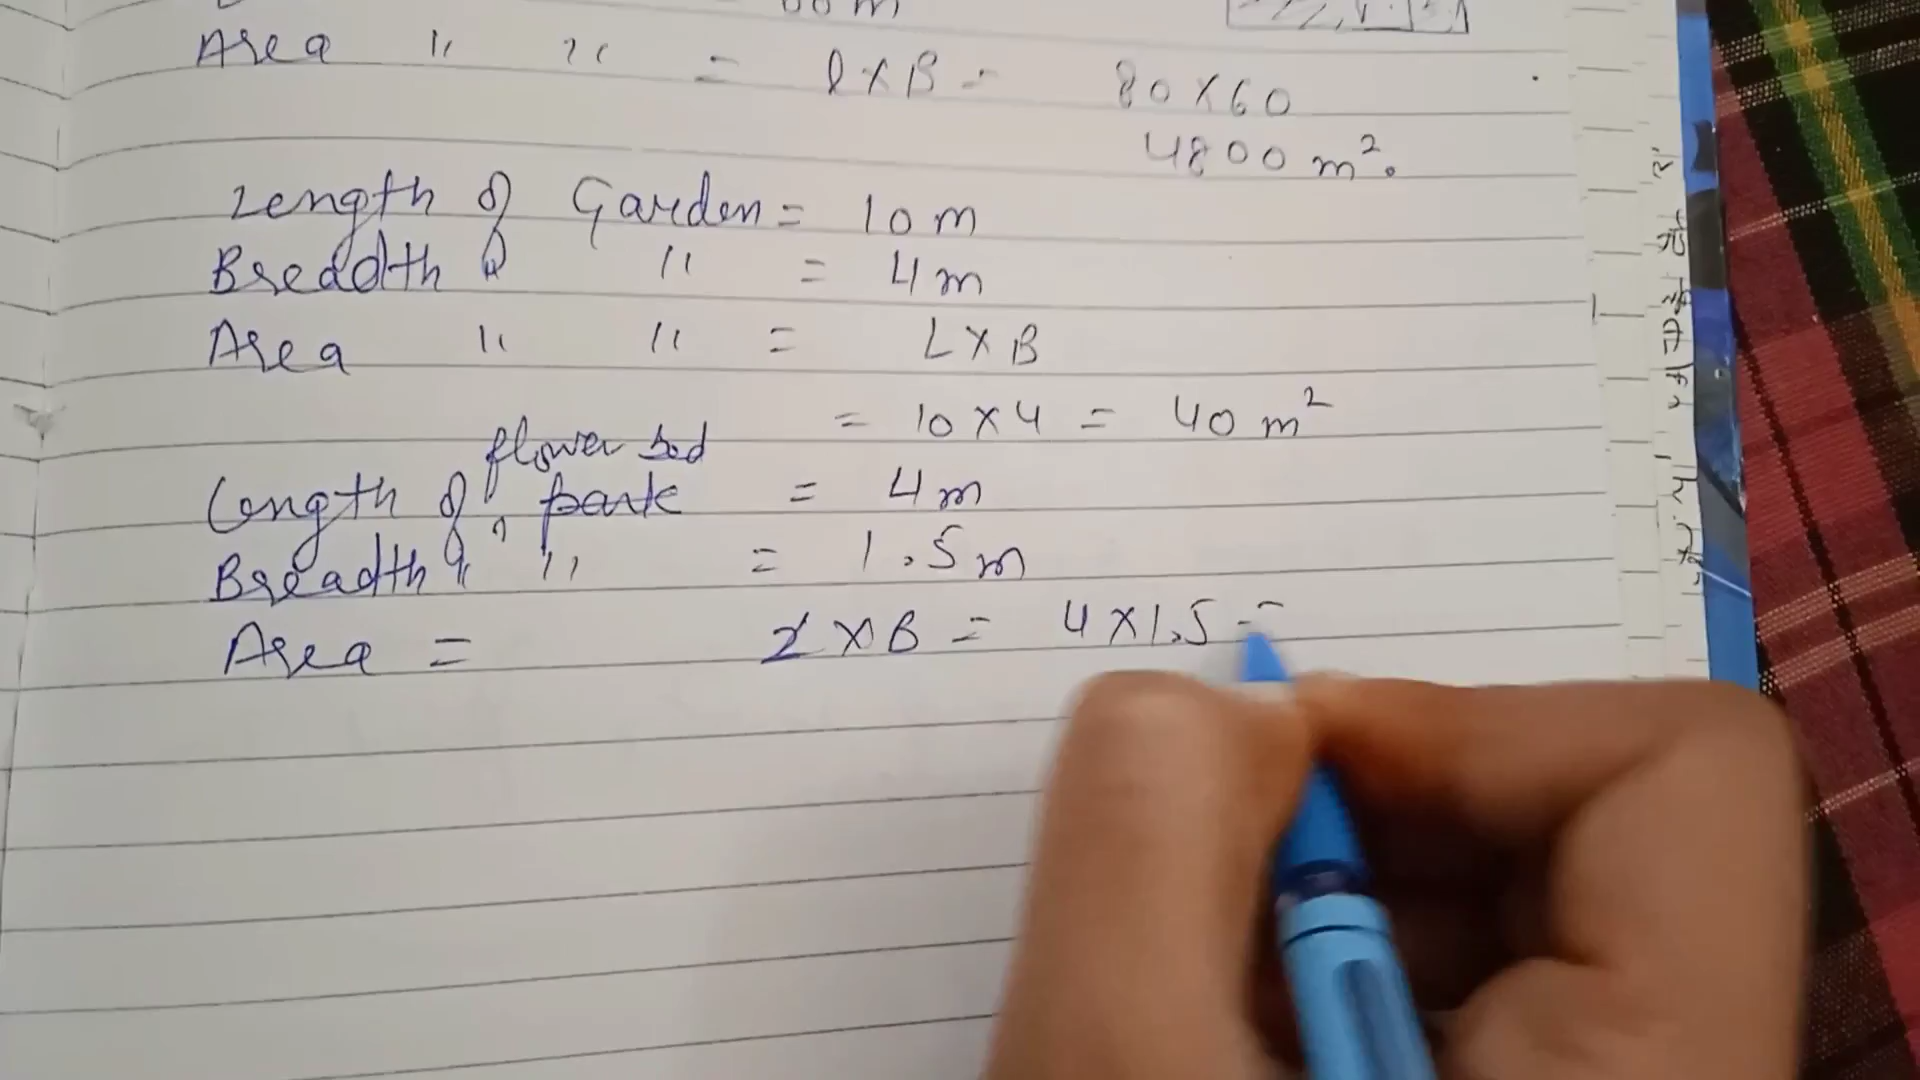 Area " " = l×B = 80×60
4800 m².
Length of Garden = 10 m
Breadth of " = 4 m
Area " " = L×B
= 10×4 = 40 m²
flower bed
Length of park = 4 m
Breadth " " = 1.5 m
Area = L×B = 4×1.5 =